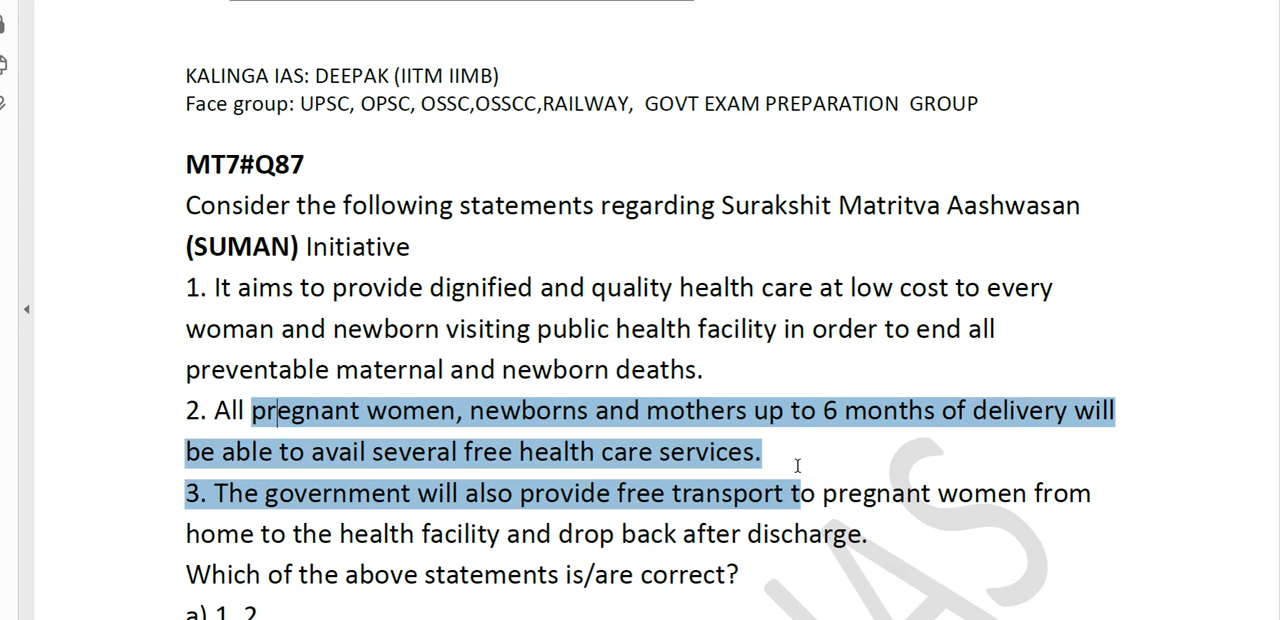 KALINGA IAS: DEEPAK (IITM IIMB)
Face group: UPSC, OPSC, OSSC,OSSCC,RAILWAY,  GOVT EXAM PREPARATION  GROUP
MT7#Q87
Consider the following statements regarding Surakshit Matritva Aashwasan
(SUMAN) Initiative
1. It aims to provide dignified and quality health care at low cost to every
woman and newborn visiting public health facility in order to end all
preventable maternal and newborn deaths.
2. All pregnant women, newborns and mothers up to 6 months of delivery will
be able to avail several free health care services.
3. The government will also provide free transport to pregnant women from
home to the health facility and drop back after discharge.
Which of the above statements is/are correct?
a) 1, 2
IAS